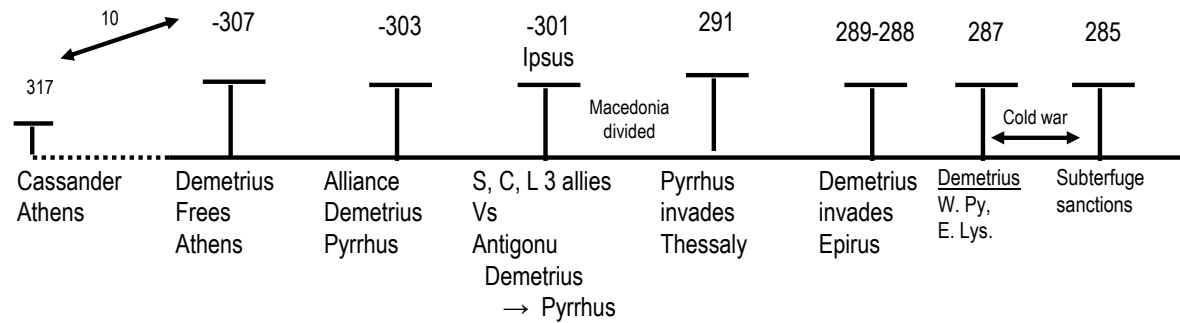 10
317
-307
-303
-301
Ipsus
291
289-288
287
285
Macedonia
divided
Cold war
Cassander
Athens
Demetrius
Frees
Athens
Alliance
Demetrius
Pyrrhus
S, C, L 3 allies
Vs
Antigonu
Demetrius
→ Pyrrhus
Pyrrhus
invades
Thessaly
Demetrius
invades
Epirus
Demetrius
W. Py,
E. Lys.
Subterfuge
sanctions